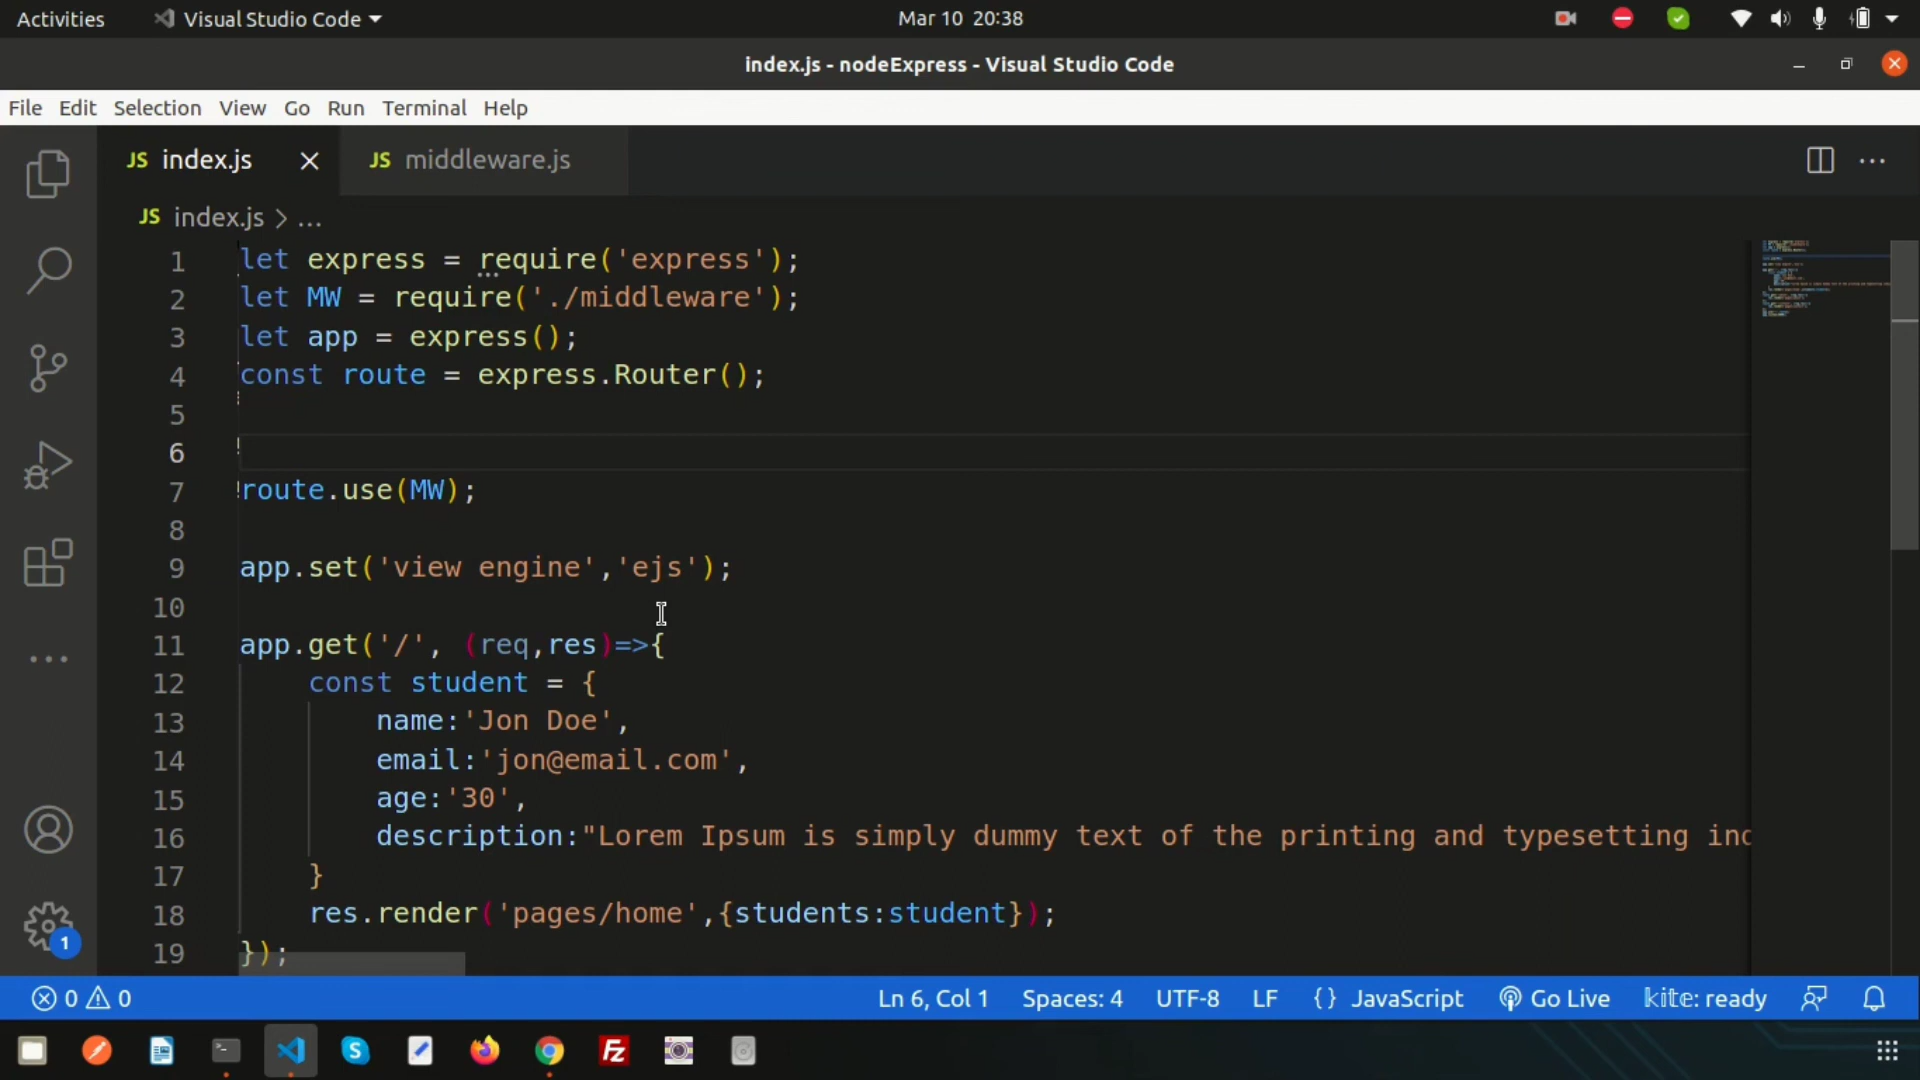 Activities Visual Studio Code Mar 10 20:38
index.js - nodeExpress - Visual Studio Code
File Edit Selection View Go Run Terminal Help
JS index.js JS middleware.js
JS index.js > ...
1 let express = require('express');
2 let MW = require('./middleware');
3 let app = express();
4 const route = express.Router();
5
6
7 route.use(MW);
8
9 app.set('view engine','ejs');
10
11 app.get('/', (req,res)=>{
12 const student = {
13 name:'Jon Doe',
14 email:'jon@email.com',
15 age:'30',
16 description:"Lorem Ipsum is simply dummy text of the printing and typesetting ind
17 }
18 res.render('pages/home',{students:student});
19 });
1
0 0 Ln 6, Col 1 Spaces: 4 UTF-8 LF {} JavaScript Go Live kite: ready